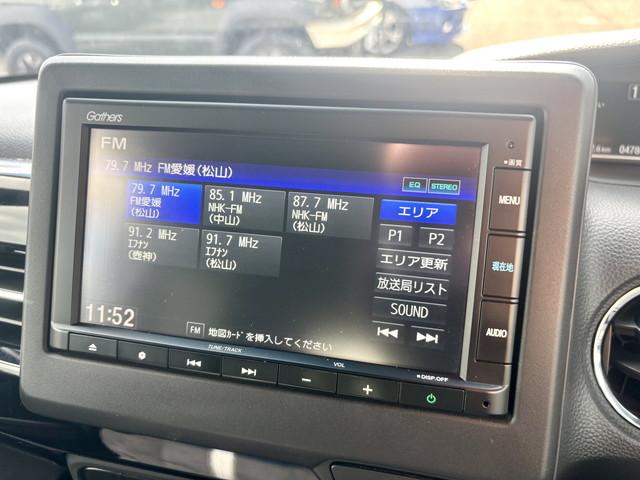 Gathers
FM
79.7 MHz FM愛媛(松山)
EQ STEREO
79.7 MHz
FM愛媛
(松山)
85.1 MHz
NHK-FM
(中山)
87.7 MHz
NHK-FM
(松山)
エリア
91.2 MHz
エフナン
(壺神)
91.7 MHz
エフナン
(松山)
P1 P2
エリア更新
放送局リスト
SOUND
11:52
FM 地図ｶｰﾄﾞを挿入してください
画質
MENU
現在地
AUDIO
TUNE/TRACK
VOL
DISP.OFF